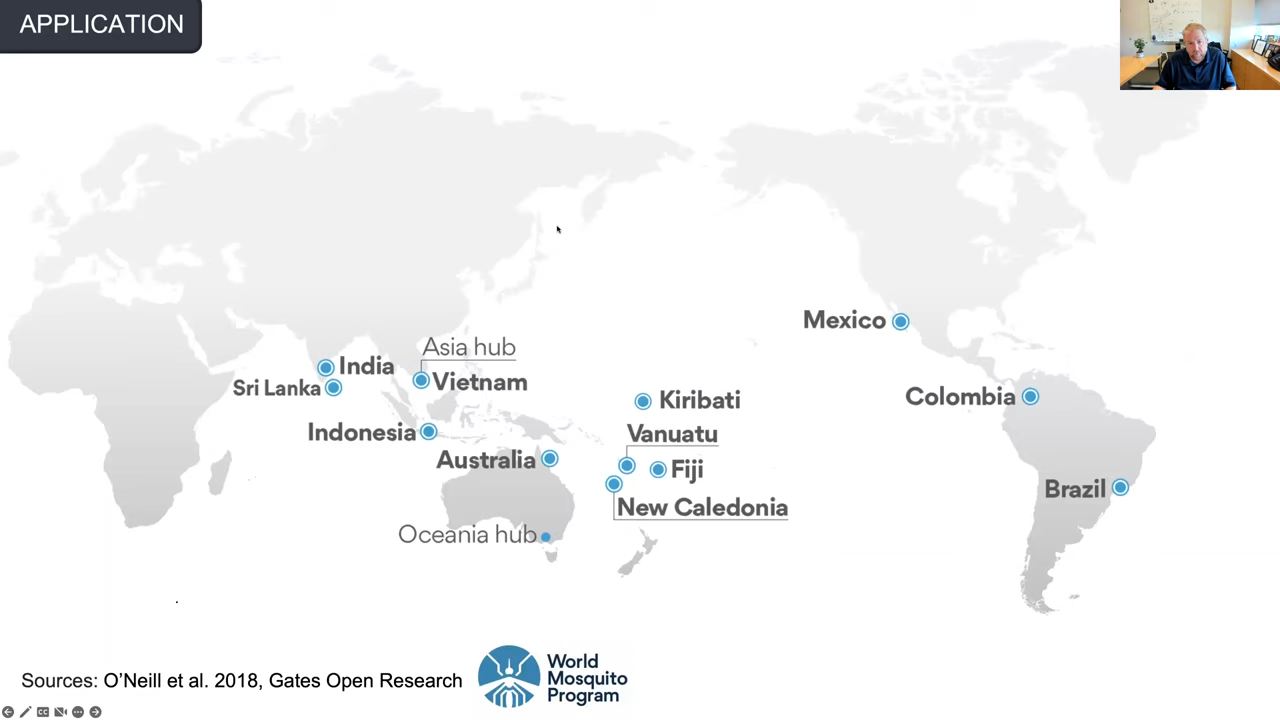 APPLICATION
Mexico
Asia hub
India
Vietnam
Sri Lanka
Colombia
Kiribati
Indonesia
Vanuatu
Australia
Fiji
Brazil
New Caledonia
Oceania hub
World
Mosquito
Program
Sources: O’Neill et al. 2018, Gates Open Research
CC